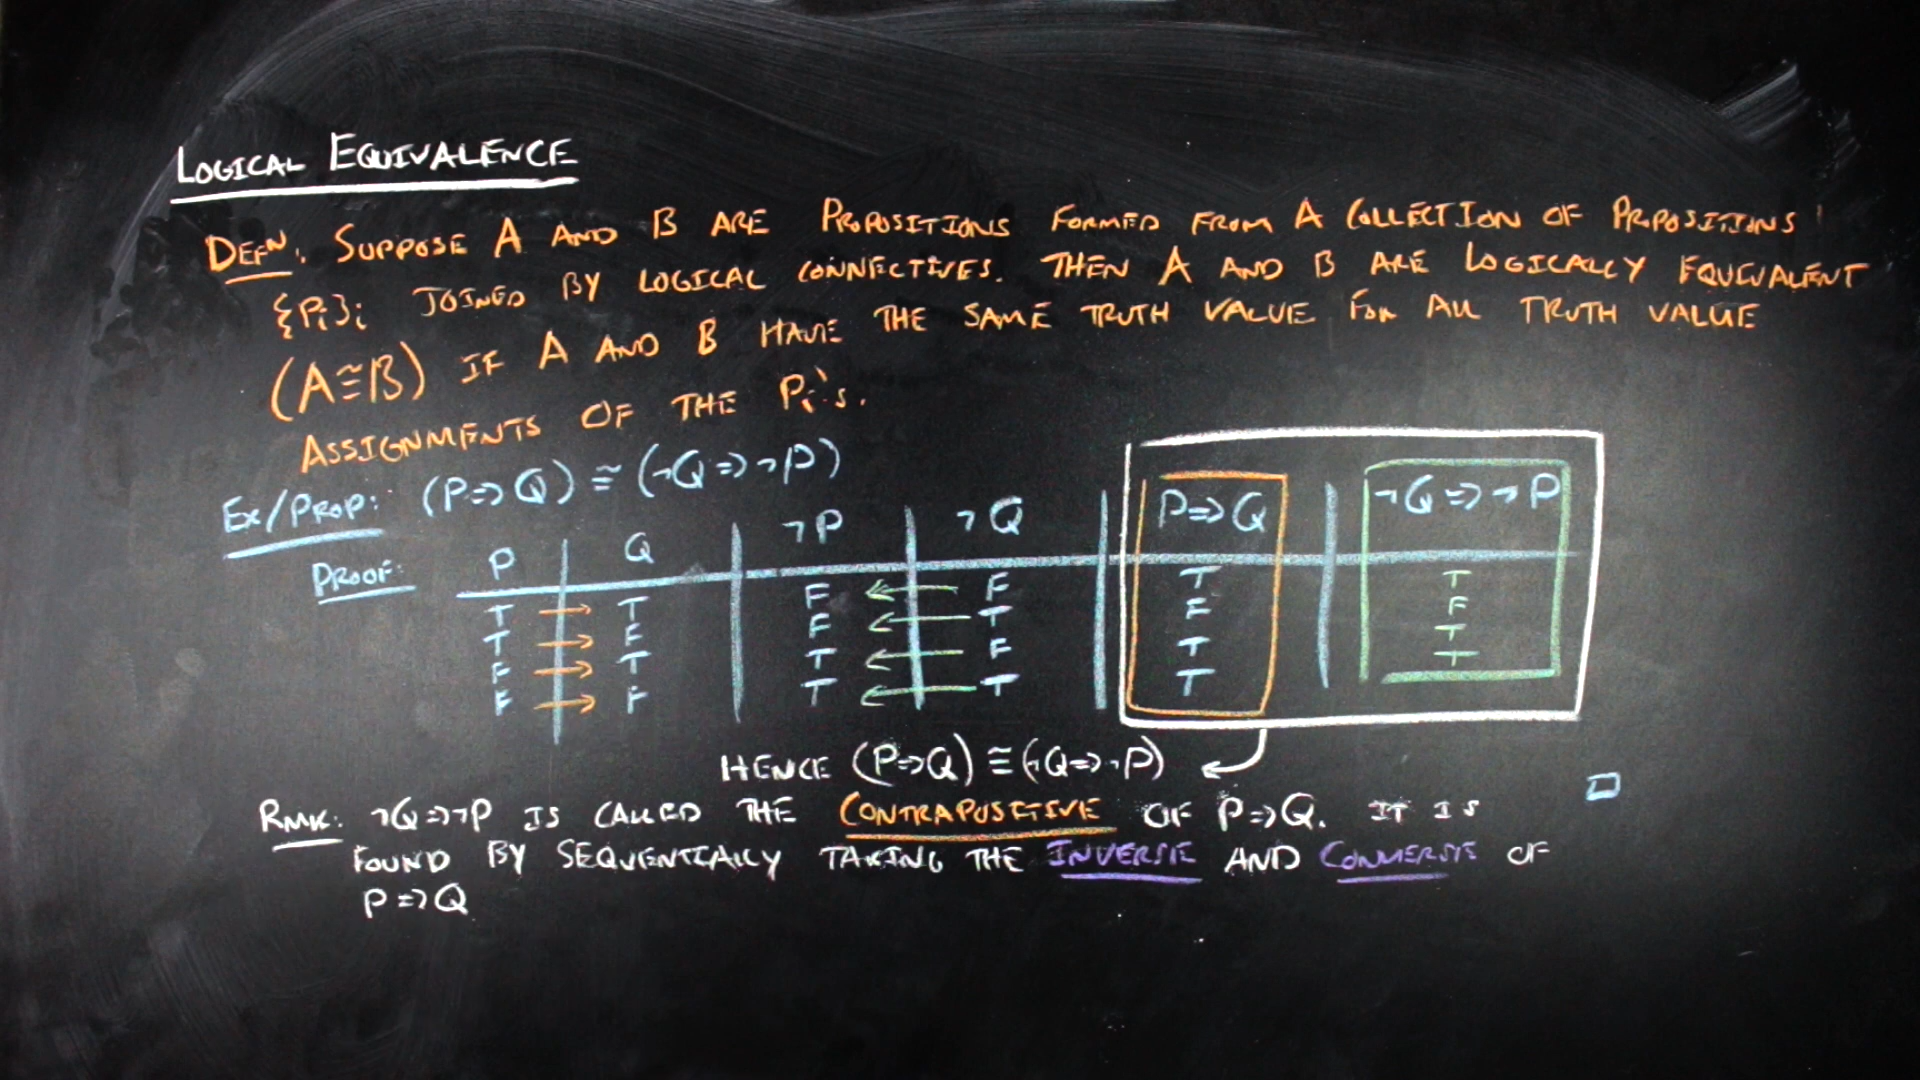 LOGICAL EQUIVALENCE
DEFN. SUPPOSE A AND B ARE PROPOSITIONS FORMED FROM A COLLECTION OF PROPOSITIONS
{Pi}i JOINED BY LOGICAL CONNECTIVES. THEN A AND B ARE LOGICALLY EQUIVALENT
(A≅B) IF A AND B HAVE THE SAME TRUTH VALUE FOR ALL TRUTH VALUE
ASSIGNMENTS OF THE Pi's.
EX/PROP: (P⇒Q) ≅ (¬Q⇒¬P)
PROOF: P Q ¬P ¬Q P⇒Q ¬Q⇒¬P
T → T F ← F T T
T → F F ← T F F
F → T T ← F T T
F → F T ← T T T
HENCE (P⇒Q) ≅ (¬Q⇒¬P)
□
RMK: ¬Q⇒¬P IS CALLED THE CONTRAPOSITIVE OF P⇒Q. IT IS
FOUND BY SEQUENTIALLY TAKING THE INVERSE AND CONVERSE OF
P⇒Q